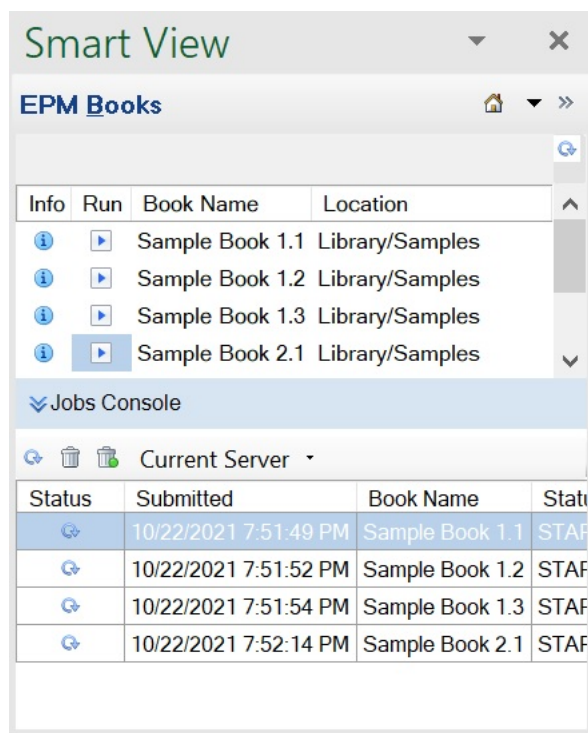 Smart View
EPM Books
Info Run Book Name Location
Sample Book 1.1 Library/Samples
Sample Book 1.2 Library/Samples
Sample Book 1.3 Library/Samples
Sample Book 2.1 Library/Samples
Jobs Console
Current Server
Status Submitted Book Name
10/22/2021 7:51:49 PM Sample Book 1.1
10/22/2021 7:51:52 PM Sample Book 1.2
10/22/2021 7:51:54 PM Sample Book 1.3
10/22/2021 7:52:14 PM Sample Book 2.1